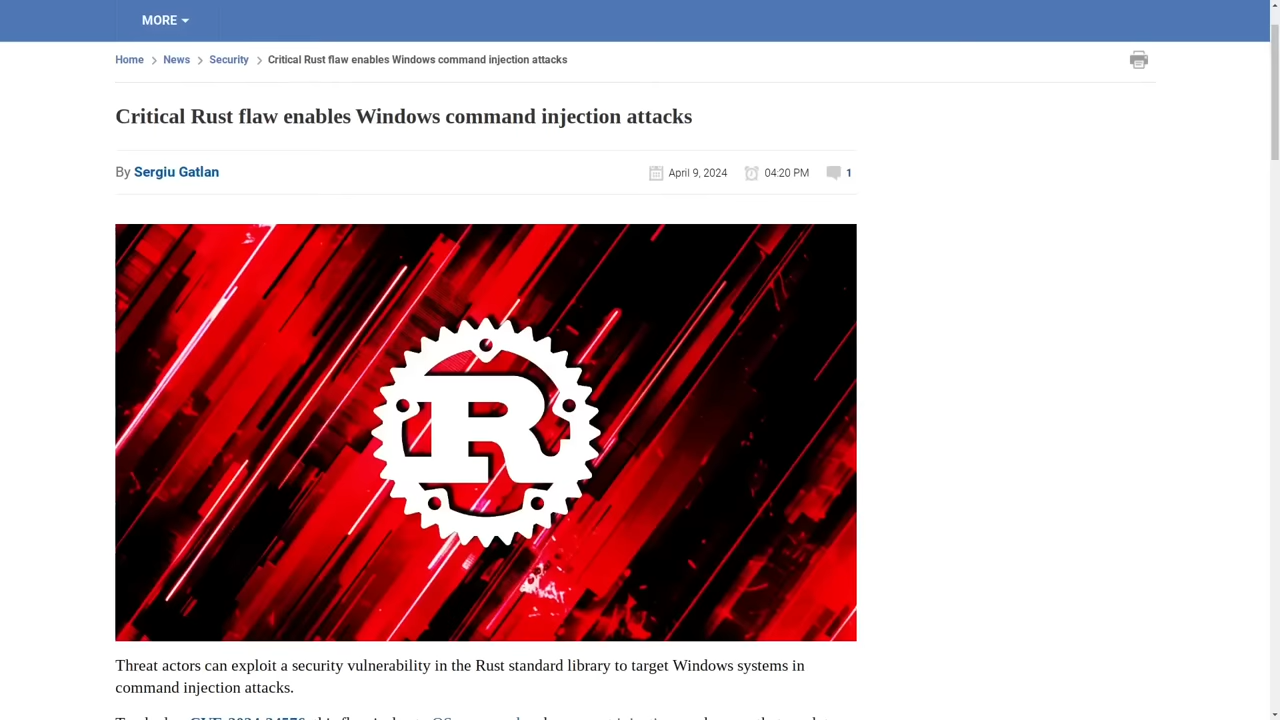 MORE
Home News Security Critical Rust flaw enables Windows command injection attacks
Critical Rust flaw enables Windows command injection attacks
By Sergiu Gatlan April 9, 2024 04:20 PM 1
R
Threat actors can exploit a security vulnerability in the Rust standard library to target Windows systems in
command injection attacks.